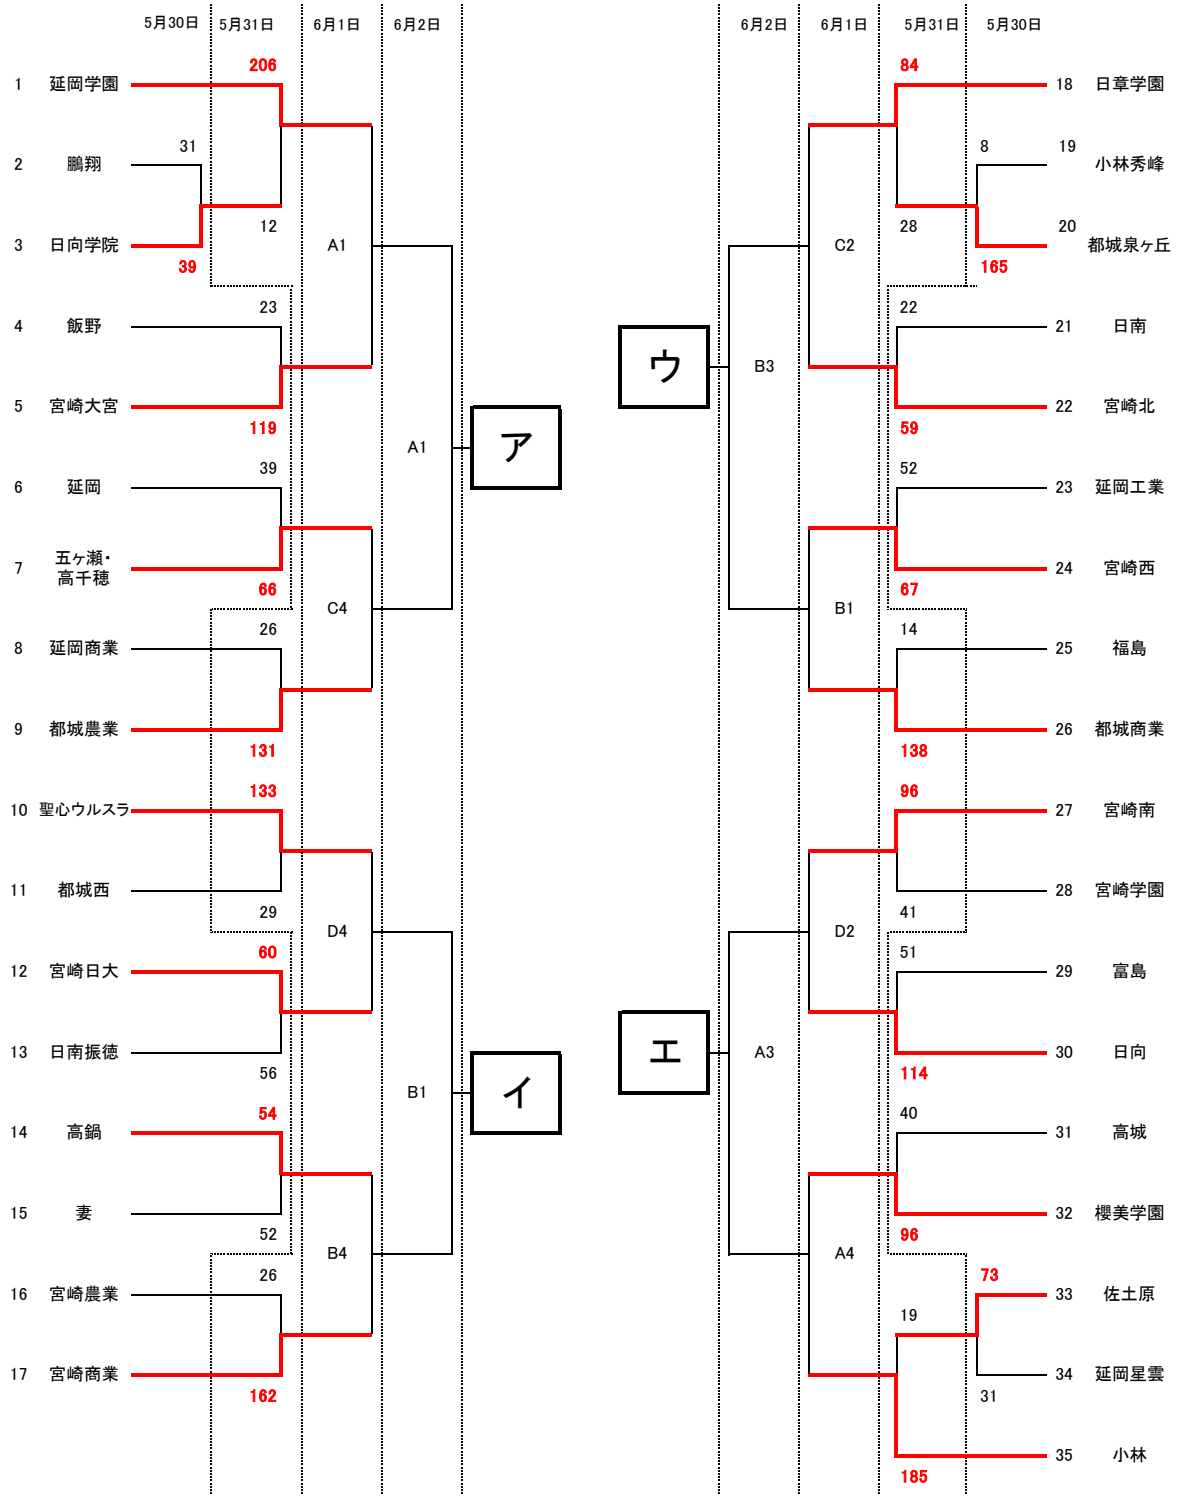 5月30日 5月31日 6月1日 6月2日 6月2日 6月1日 5月31日 5月30日
206 84
1 延岡学園 18 日章学園
31 8 19
2 鵬翔 小林秀峰
12 28 20
3 日向学院 A1 C2 都城泉ヶ丘
39 165
23 22
4 飯野 21 日南
ウ B3
5 宮崎大宮 22 宮崎北
119 59
A1 ア
39 52
6 延岡 23 延岡工業
五ヶ瀬・
7 24 宮崎西
高千穂
66 67
C4 B1
26 14
8 延岡商業 25 福島
9 都城農業 26 都城商業
131 138
133 96
10 聖心ウルスラ 27 宮崎南
11 都城西 28 宮崎学園
29 41
D4 D2
60 51
12 宮崎日大 29 富島
13 日南振徳 エ A3 30 日向
56 114
B1 イ
54 40
14 高鍋 31 高城
15 妻 32 櫻美学園
52 96
B4 A4
26 73
16 宮崎農業 33 佐土原
19
17 宮崎商業 34 延岡星雲
162 31
35 小林
185